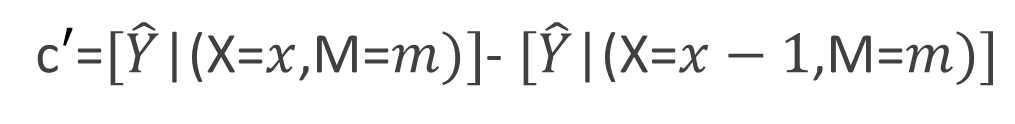 c′=[Ŷ|(X=x,M=m)]- [Ŷ|(X=x − 1,M=m)]